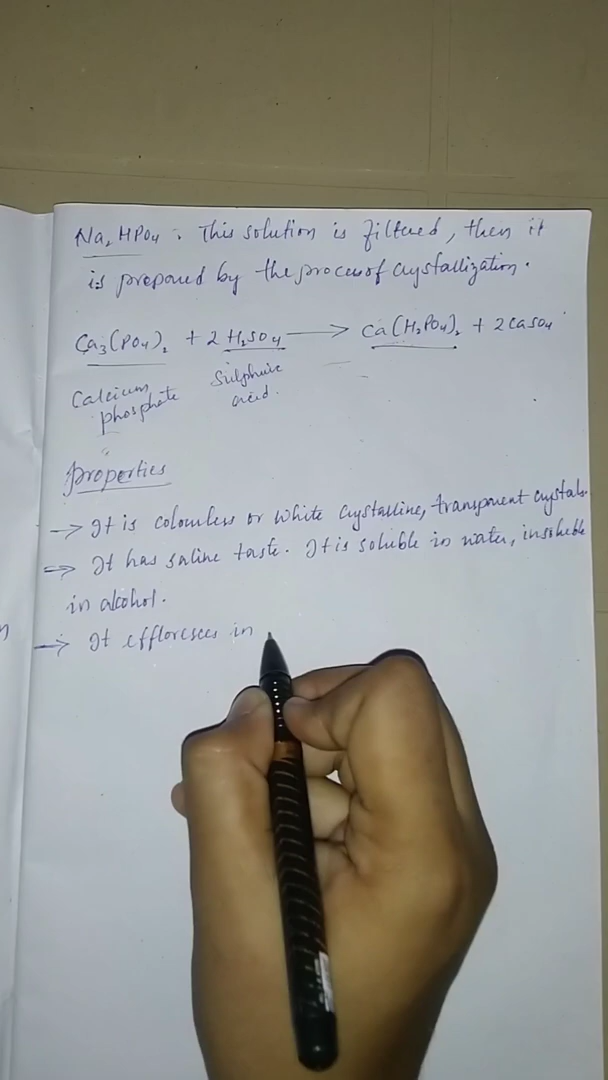 Na₂HPO₄. This solution is filtered, then it
is prepared by the process of crystallization.
Ca₃(PO₄)₂ + 2 H₂SO₄ ⟶ Ca(H₂PO₄)₂ + 2CaSO₄
Calcium phosphate
Sulphuric acid.
Properties
→ It is colourless or white crystalline, transparent crystals.
⇒ It has saline taste. It is soluble in water, insoluble
in alcohol.
→ It effloresces in